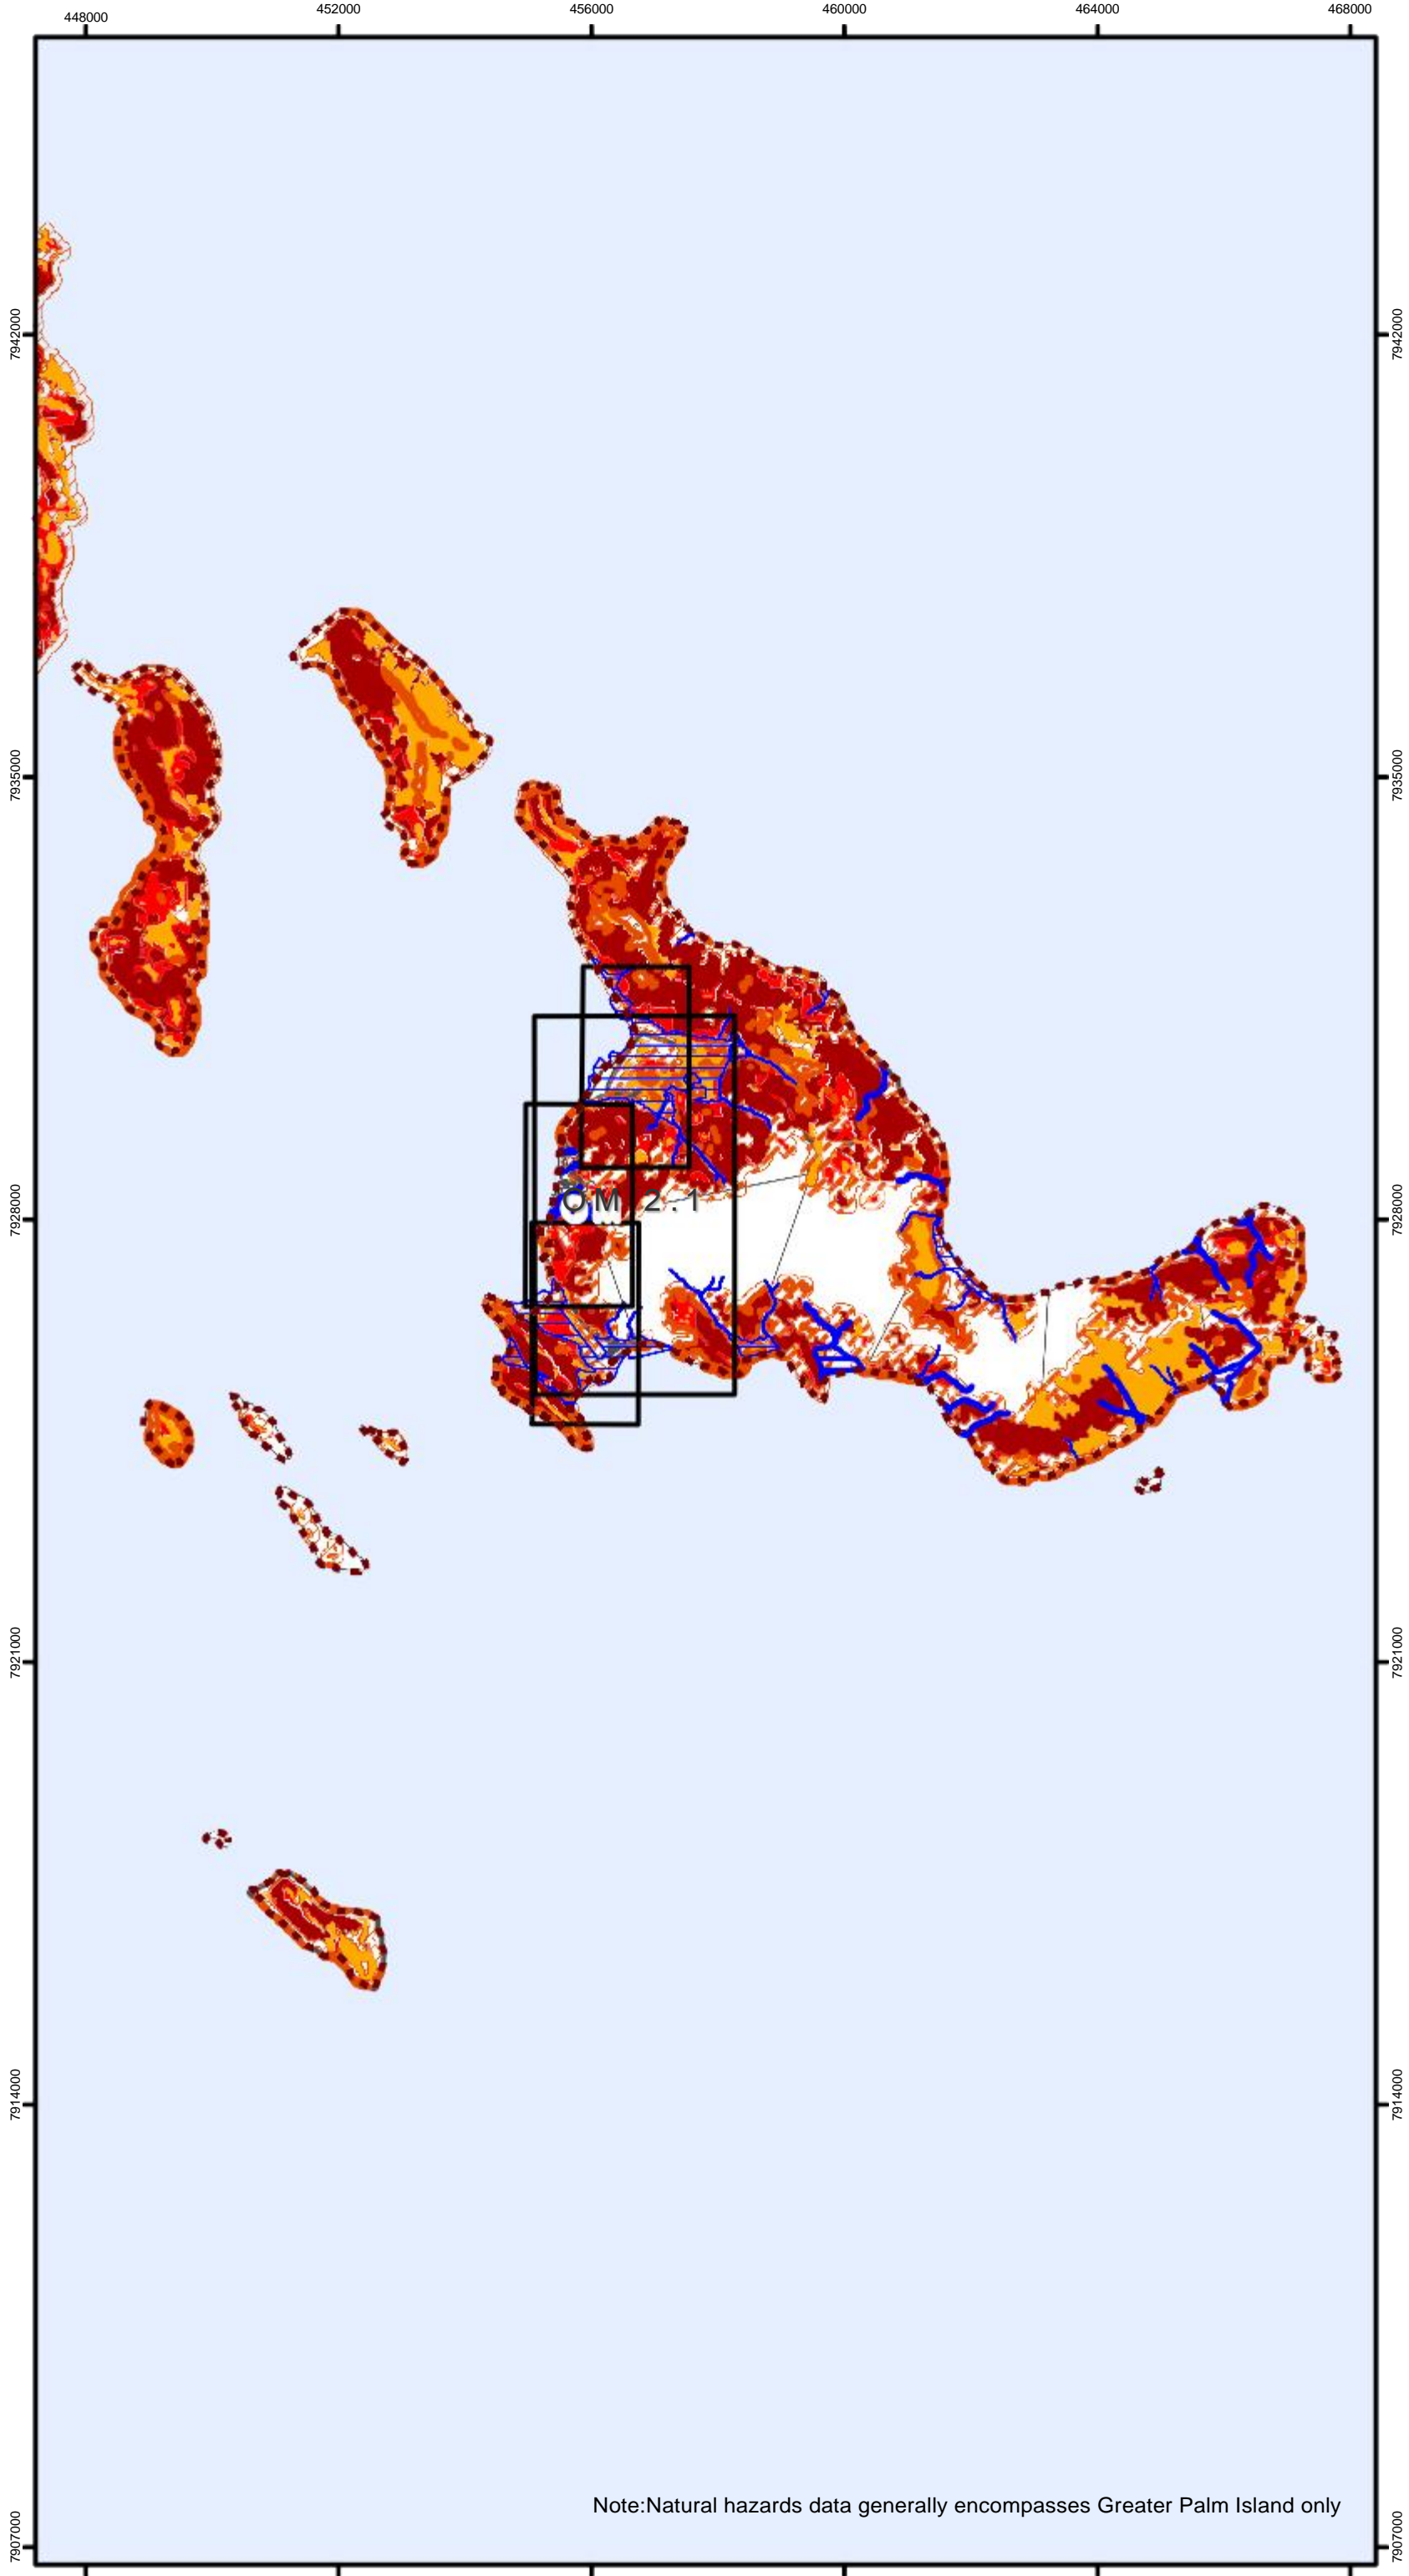 448000 452000 456000 460000 464000 468000
7942000 7942000
7935000 7935000
OM 2.1
7928000 7928000
7921000 7921000
7914000 7914000
Note:Natural hazards data generally encompasses Greater Palm Island only
7907000 7907000